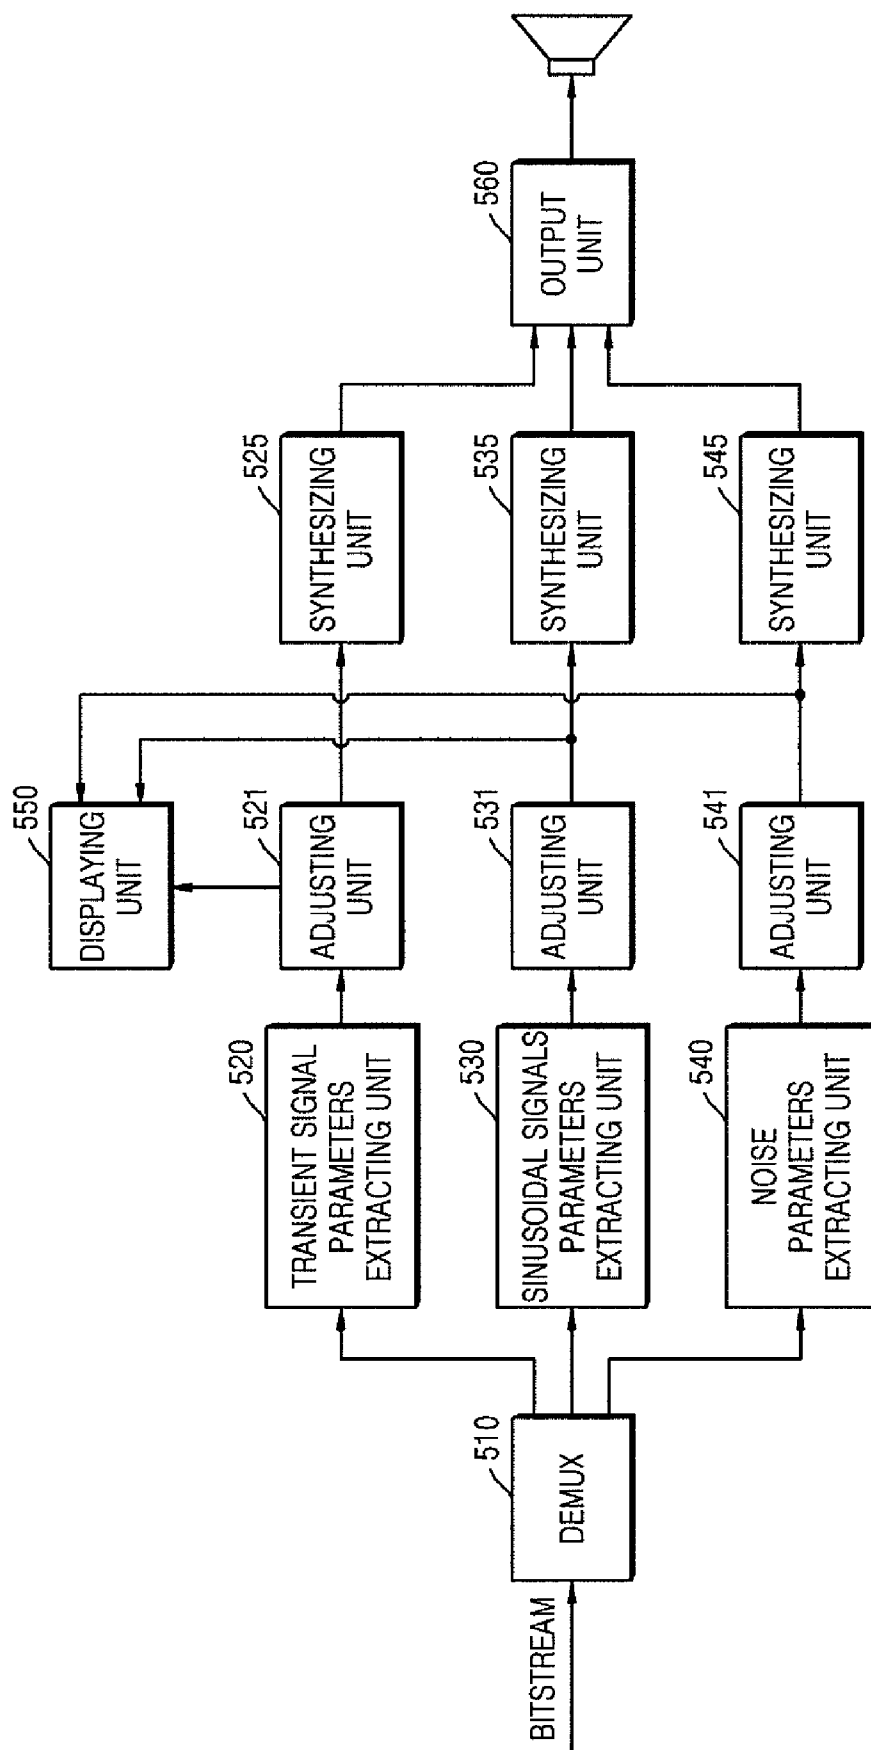 BITSTREAM
510
DEMUX
520
TRANSIENT SIGNAL
PARAMETERS
EXTRACTING UNIT
530
SINUSOIDAL SIGNALS
PARAMETERS
EXTRACTING UNIT
540
NOISE
PARAMETERS
EXTRACTING UNIT
550
DISPLAYING
UNIT
521
ADJUSTING
UNIT
531
ADJUSTING
UNIT
541
ADJUSTING
UNIT
525
SYNTHESIZING
UNIT
535
SYNTHESIZING
UNIT
545
SYNTHESIZING
UNIT
560
OUTPUT
UNIT